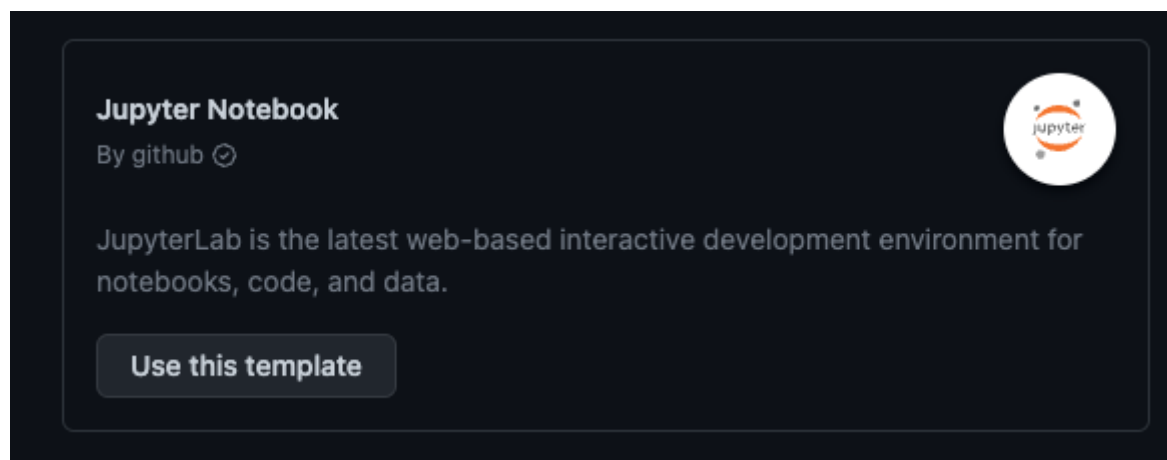 Jupyter Notebook
jupyter
By github
JupyterLab is the latest web-based interactive development environment for
notebooks, code, and data.
Use this template